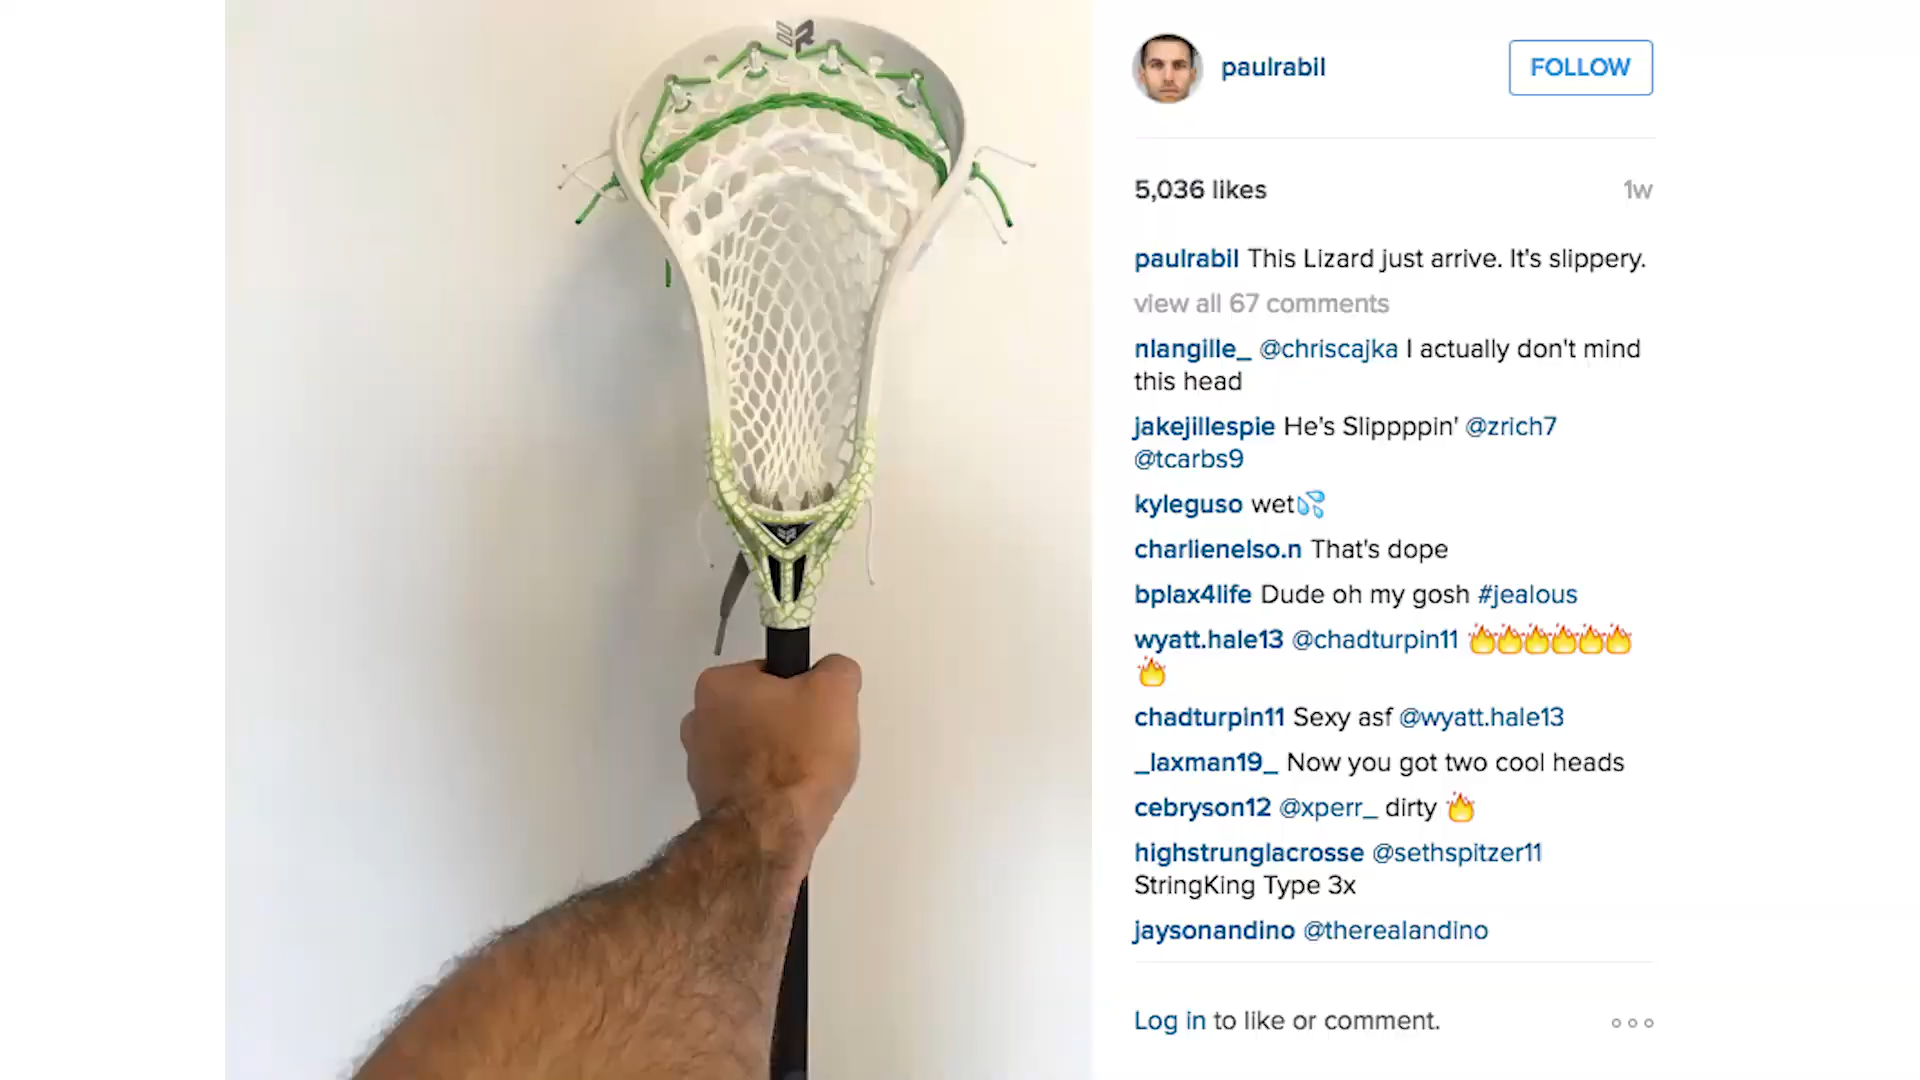 paulrabil
FOLLOW
5,036 likes
1w
paulrabil This Lizard just arrive. It's slippery.
view all 67 comments
nlangille_ @chriscajka I actually don't mind
this head
jakejillespie He's Slippppin' @zrich7
@tcarbs9
kyleguso wet💦
charlienelso.n That's dope
bplax4life Dude oh my gosh #jealous
wyatt.hale13 @chadturpin11 🔥🔥🔥🔥🔥🔥
🔥
chadturpin11 Sexy asf @wyatt.hale13
_laxman19_ Now you got two cool heads
cebryson12 @xperr_ dirty 🔥
highstrunglacrosse @sethspitzer11
StringKing Type 3x
jaysonandino @therealandino
Log in to like or comment.